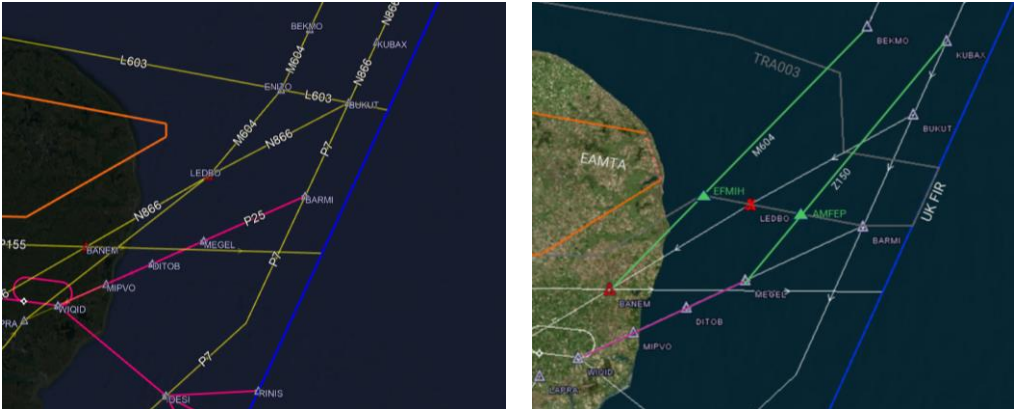 BEKMO
N866
KUBAX
M604
L603
N866
ENIZO
L603
BUKUT
M604
N866
P7
LEDBO
N866
P25
BARMI
P155
BANEM
MEGEL
DITOB
P7
MIPVO
WIQID
PRA
P7
DESI
RINIS
BEKMO
KUBAX
TRA003
BUKUT
M604
EAMTA
Z150
EFMIH
UK FIR
LEDBO
AMFEP
BARMI
BANEM
MEGEL
DITOB
MIPVO
WIQID
LAPRA